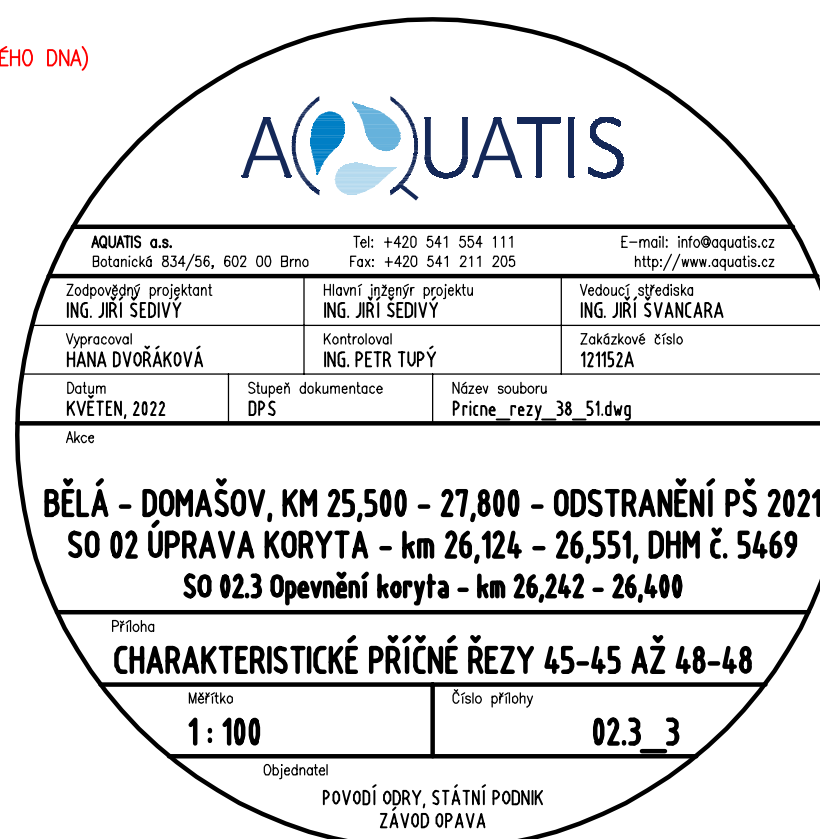 ÉHO DNA)
AQUATIS
AQUATIS a.s.
Botanická 834/56, 602 00 Brno
Tel: +420 541 554 111
Fax: +420 541 211 205
E-mail: info@aquatis.cz
http://www.aquatis.cz
Zodpovědný projektant
ING. JIŘÍ ŠEDIVÝ
Hlavní inženýr projektu
ING. JIŘÍ ŠEDIVÝ
Vedoucí střediska
ING. JIŘÍ ŠVANCARA
Vypracoval
HANA DVOŘÁKOVÁ
Kontroloval
ING. PETR TUPÝ
Zakázkové číslo
121152A
Datum
KVĚTEN, 2022
Stupeň dokumentace
DPS
Název souboru
Pricne_rezy_38_51.dwg
Akce
BĚLÁ - DOMAŠOV, KM 25,500 - 27,800 - ODSTRANĚNÍ PŠ 2021
SO 02 ÚPRAVA KORYTA - km 26,124 - 26,551, DHM č. 5469
SO 02.3 Opevnění koryta - km 26,242 - 26,400
Příloha
CHARAKTERISTICKÉ PŘÍČNÉ ŘEZY 45-45 AŽ 48-48
Měřítko
1 : 100
Číslo přílohy
02.3_3
Objednatel
POVODÍ ODRY, STÁTNÍ PODNIK
ZÁVOD OPAVA